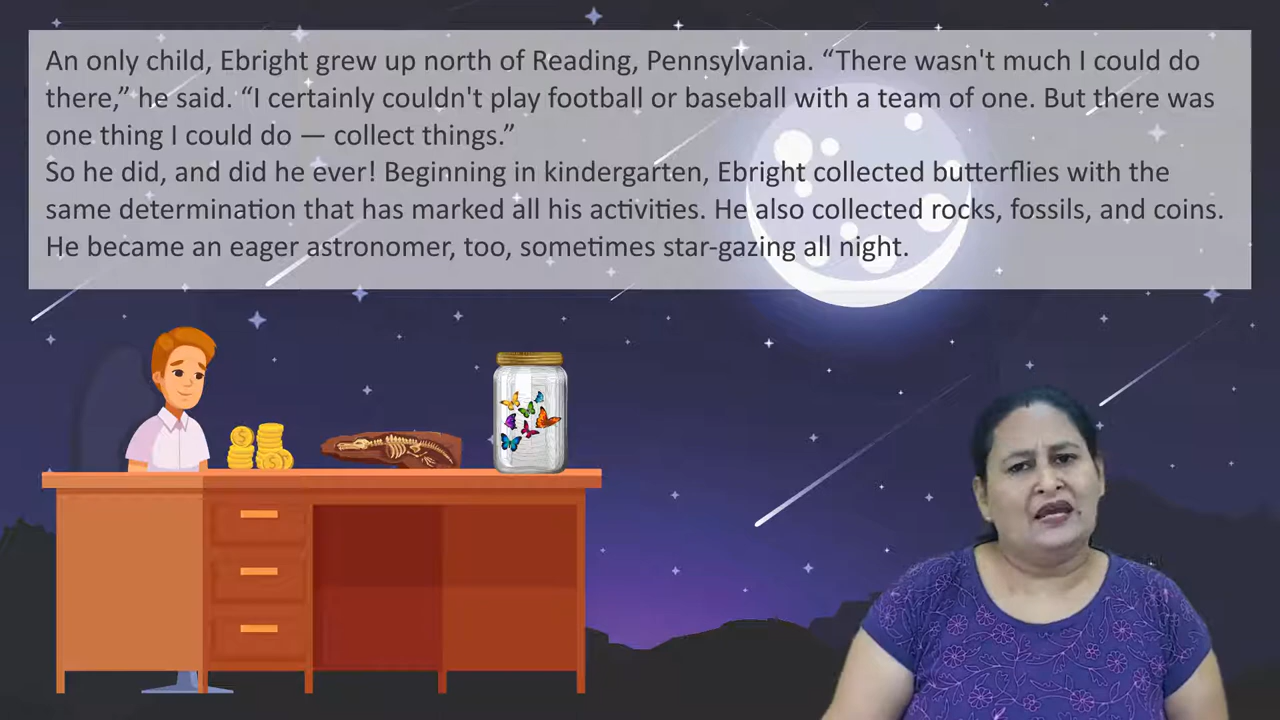 An only child, Ebright grew up north of Reading, Pennsylvania. “There wasn't much I could do
there,” he said. “I certainly couldn't play football or baseball with a team of one. But there was
one thing I could do — collect things.”
So he did, and did he ever! Beginning in kindergarten, Ebright collected butterflies with the
same determination that has marked all his activities. He also collected rocks, fossils, and coins.
He became an eager astronomer, too, sometimes star-gazing all night.